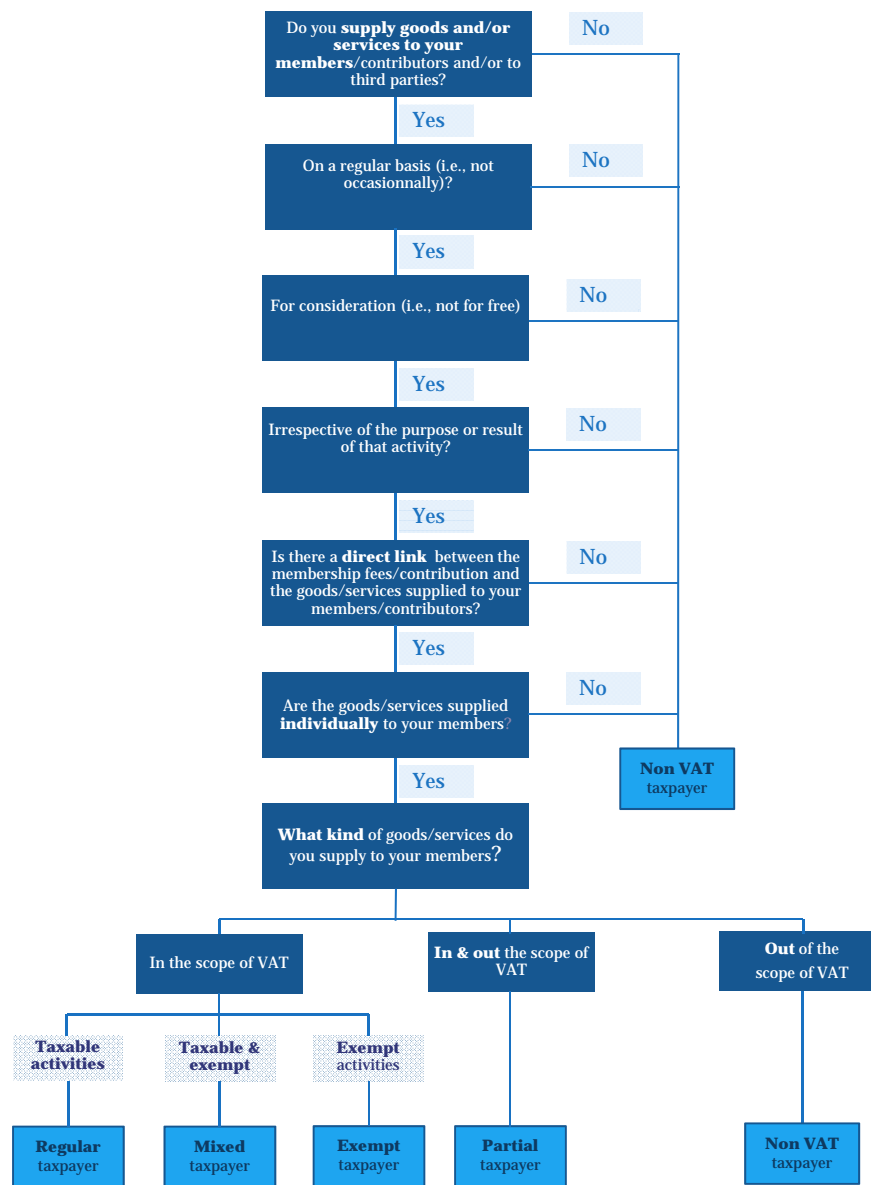 Do you supply goods and/or
services to your
members/contributors and/or to
third parties?
No
Yes
On a regular basis (i.e., not
occasionnally)?
No
Yes
For consideration (i.e., not for free)
No
Yes
Irrespective of the purpose or result
of that activity?
No
Yes
Is there a direct link between the
membership fees/contribution and
the goods/services supplied to your
members/contributors?
No
Yes
Are the goods/services supplied
individually to your members?
No
Non VAT
taxpayer
Yes
What kind of goods/services do
you supply to your members?
In the scope of VAT
In & out the scope of
VAT
Out of the
scope of VAT
Taxable
activities
Taxable &
exempt
Exempt
activities
Regular
taxpayer
Mixed
taxpayer
Exempt
taxpayer
Partial
taxpayer
Non VAT
taxpayer